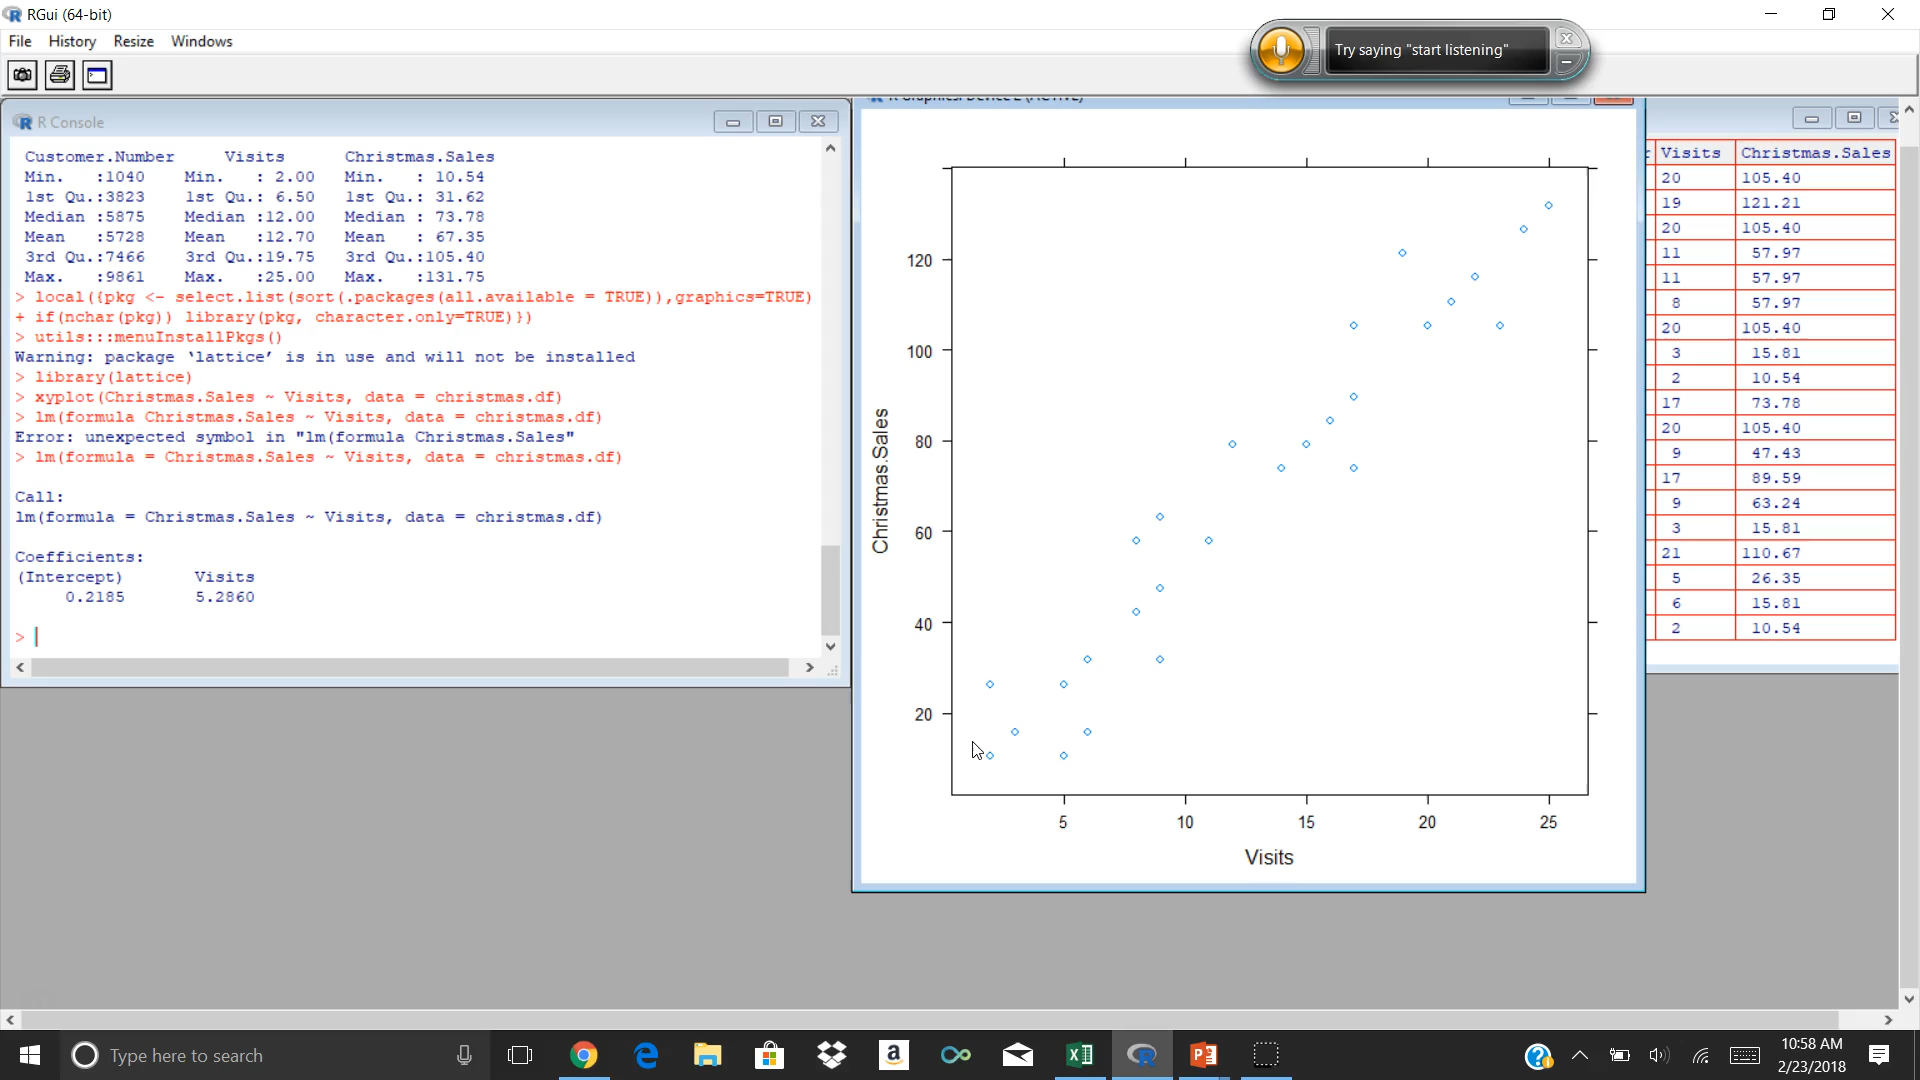 RGui (64-bit)
File History Resize Windows
Try saying "start listening"
R Console
Customer.Number     Visits      Christmas.Sales
Min.   :1040    Min.   : 2.00   Min.   : 10.54
1st Qu.:3823    1st Qu.: 6.50   1st Qu.: 31.62
Median :5875    Median :12.00   Median : 73.78
Mean   :5728    Mean   :12.70   Mean   : 67.35
3rd Qu.:7466    3rd Qu.:19.75   3rd Qu.:105.40
Max.   :9861    Max.   :25.00   Max.   :131.75
> local({pkg <- select.list(sort(.packages(all.available = TRUE)),graphics=TRUE)
+ if(nchar(pkg)) library(pkg, character.only=TRUE)})
> utils:::menuInstallPkgs()
Warning: package ‘lattice’ is in use and will not be installed
> library(lattice)
> xyplot(Christmas.Sales ~ Visits, data = christmas.df)
> lm(formula Christmas.Sales ~ Visits, data = christmas.df)
Error: unexpected symbol in "lm(formula Christmas.Sales"
> lm(formula = Christmas.Sales ~ Visits, data = christmas.df)
Call:
lm(formula = Christmas.Sales ~ Visits, data = christmas.df)
Coefficients:
(Intercept)       Visits
0.2185       5.2860
>
R Graphics: Device 2 (ACTIVE)
120
100
80
60
40
20
Christmas.Sales
5 10 15 20 25
Visits
Visits Christmas.Sales
20 105.40
19 121.21
20 105.40
11 57.97
11 57.97
8 57.97
20 105.40
3 15.81
2 10.54
17 73.78
20 105.40
9 47.43
17 89.59
9 63.24
3 15.81
21 110.67
5 26.35
6 15.81
2 10.54
Type here to search
10:58 AM
2/23/2018